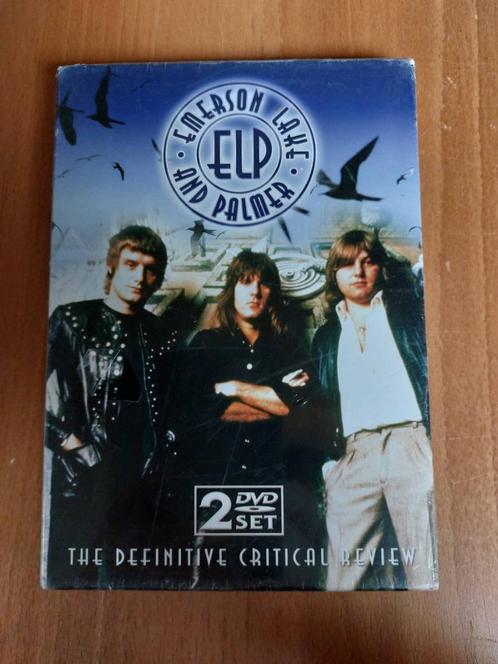 EMERSON LAKE
ELP
AND PALMER
2 DVD
SET
THE DEFINITIVE CRITICAL REVIEW